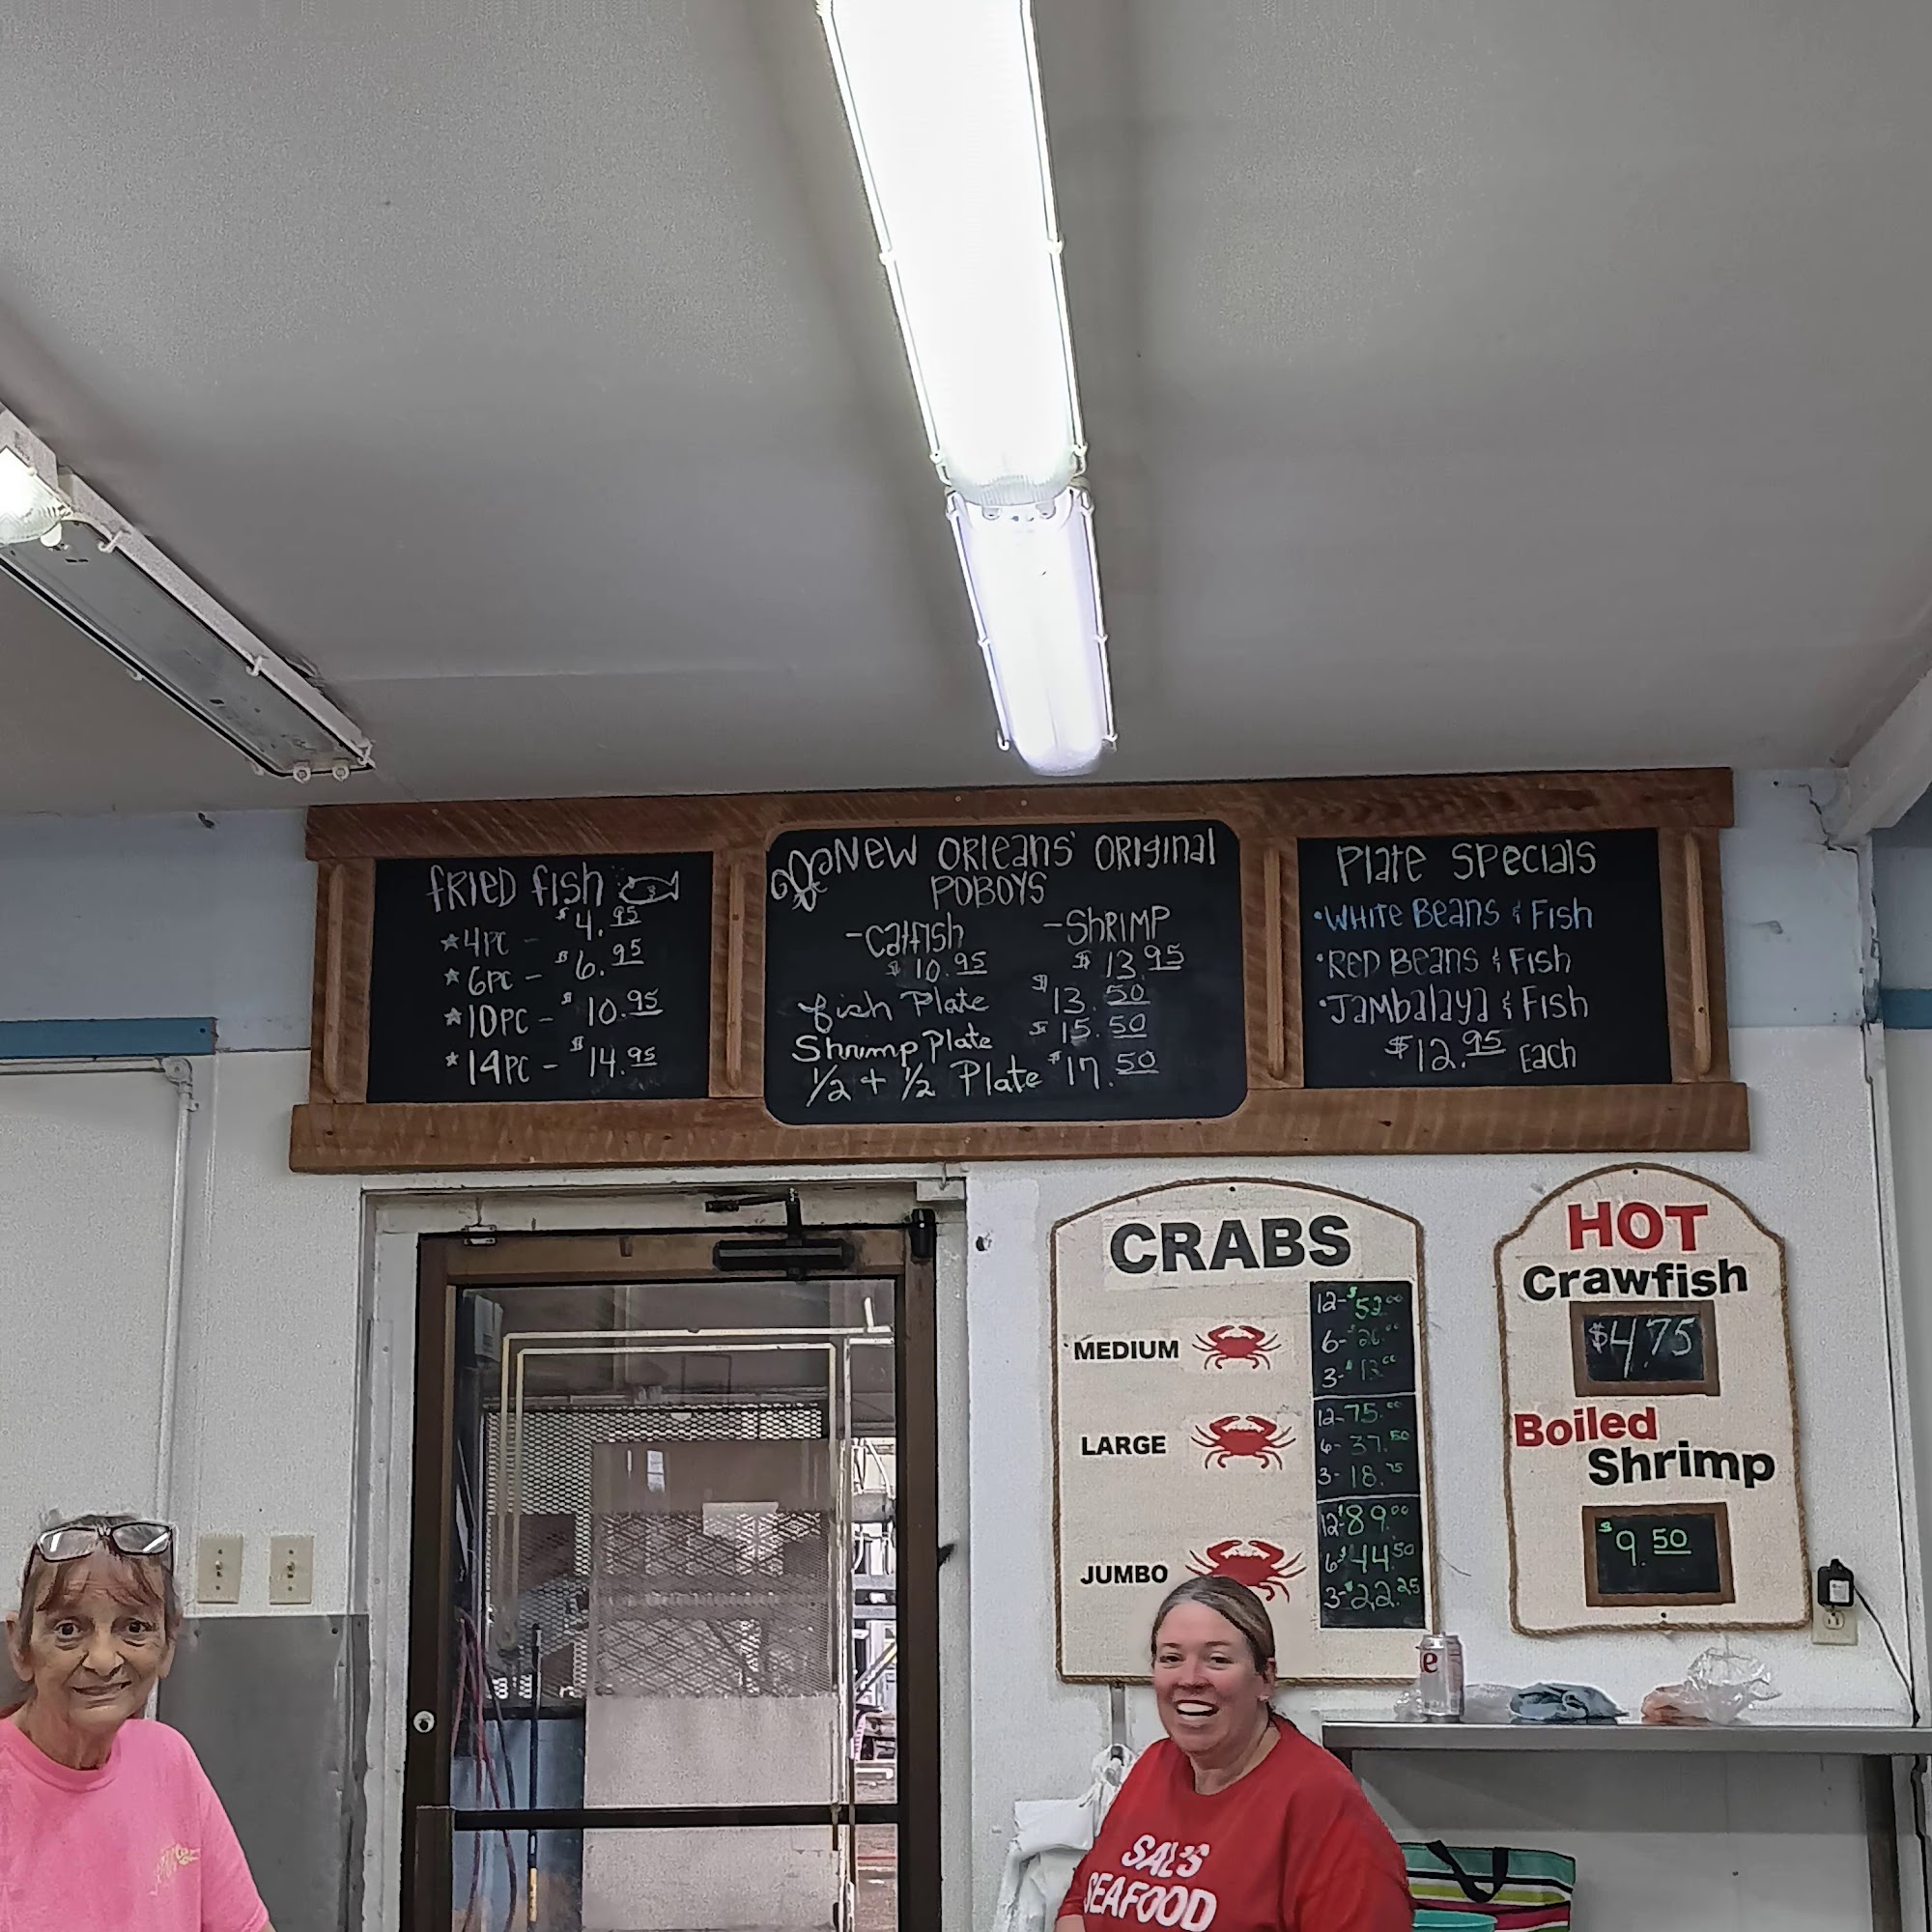 fRIED fISH
★4PC - $4.95
★6PC - $6.95
★10PC - $10.95
★14PC - $14.95
NEW ORLEANS' ORIGINAL
POBOYS
-Catfish -SHRIMP
$10.95 $13.95
fish Plate $13.50
Shrimp Plate $15.50
1/2 + 1/2 Plate $17.50
Plate Specials
•WHITE BEANS & FISH
•RED BEANS & FISH
•Jambalaya & FISH
$12.95 Each
CRABS
MEDIUM
12-$52.00
6-$26.00
3-$13.00
LARGE
12-75.00
6-37.50
3-18.75
JUMBO
12-$89.00
6-$44.50
3-$22.25
HOT
Crawfish
$4.75
Boiled
Shrimp
$9.50
SAL'S
SEAFOOD